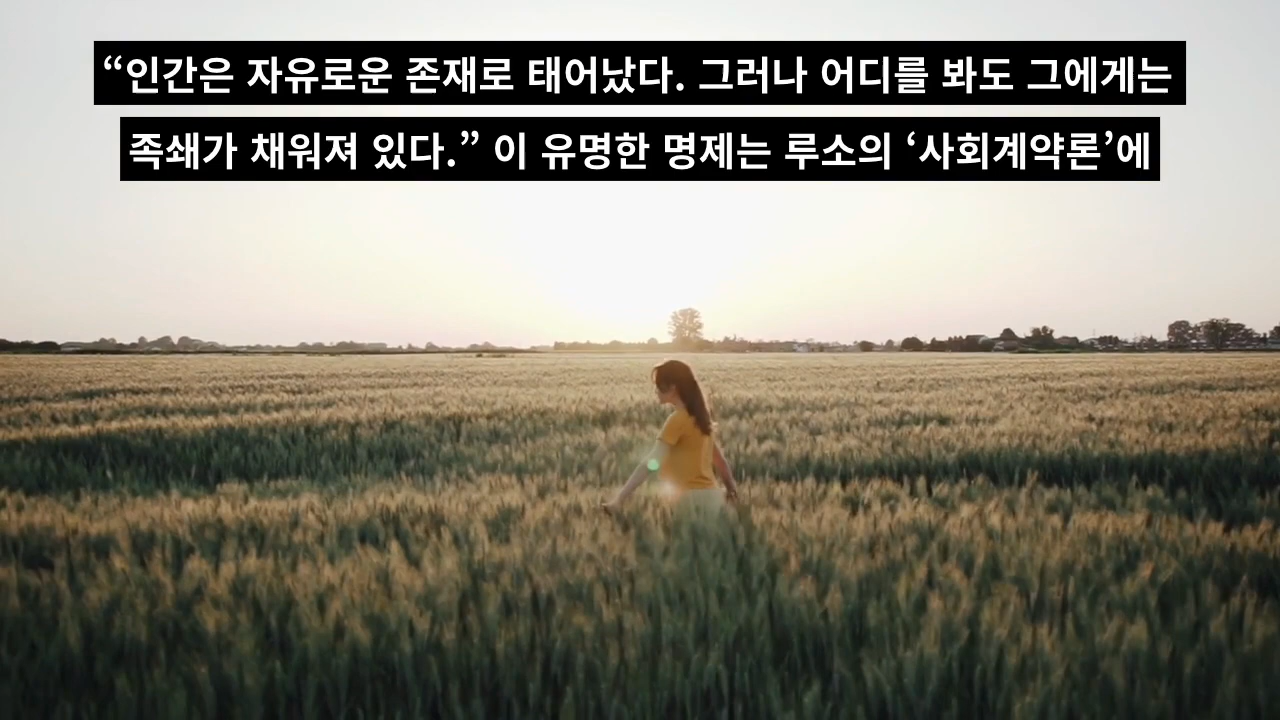 “인간은 자유로운 존재로 태어났다. 그러나 어디를 봐도 그에게는
족쇄가 채워져 있다.” 이 유명한 명제는 루소의 ‘사회계약론’에